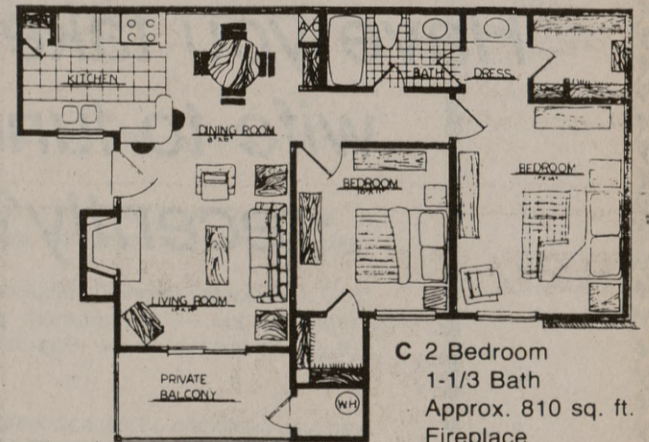 KITCHEN
BATH
DRESS.
DINING ROOM
BEDROOM
BEDROOM
LIVING ROOM
PRIVATE
BALCONY
WH
C 2 Bedroom
1-1/3 Bath
Approx. 810 sq. ft.
Fireplace